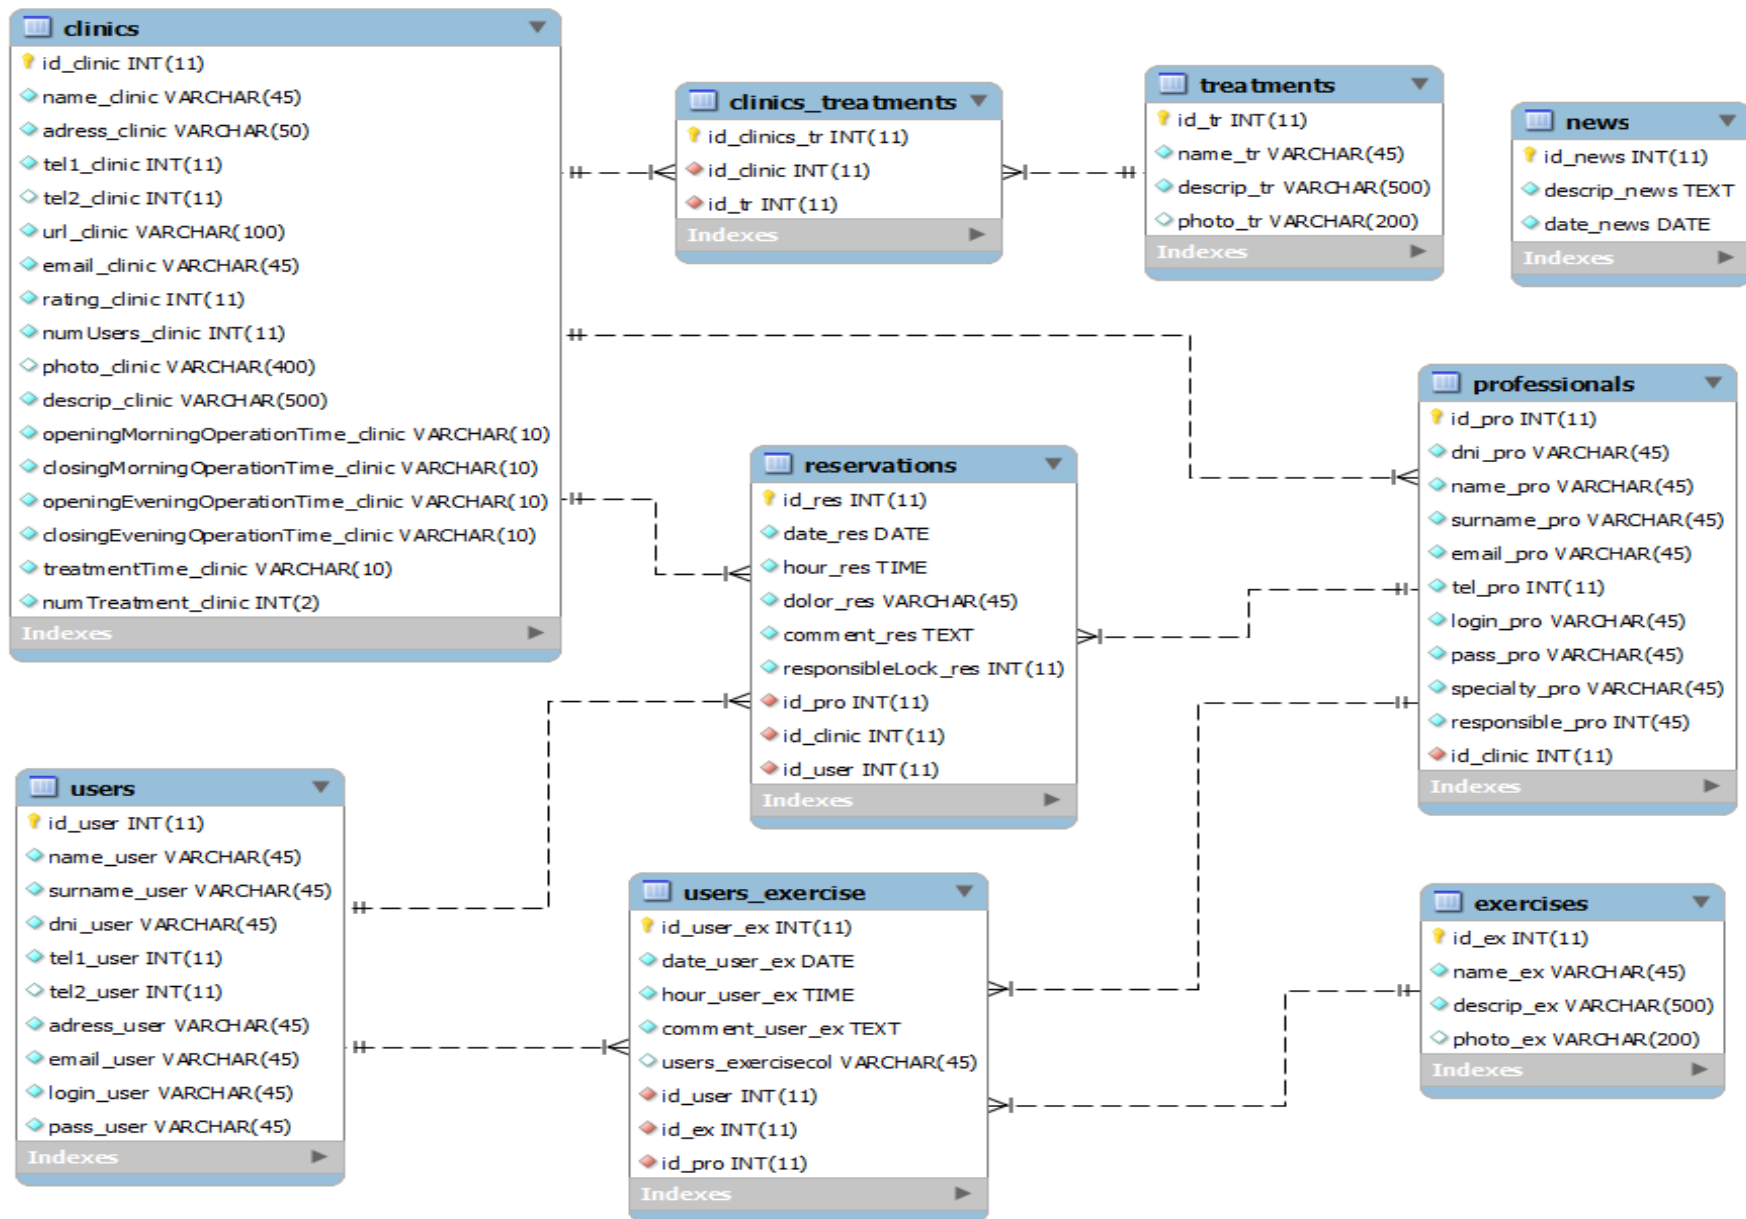 clinics
id_clinic INT(11)
name_clinic VARCHAR(45)
adress_clinic VARCHAR(50)
tel1_clinic INT(11)
tel2_clinic INT(11)
url_clinic VARCHAR(100)
email_clinic VARCHAR(45)
rating_clinic INT(11)
numUsers_clinic INT(11)
photo_clinic VARCHAR(400)
descrip_clinic VARCHAR(500)
openingMorningOperationTime_clinic VARCHAR(10)
closingMorningOperationTime_clinic VARCHAR(10)
openingEveningOperationTime_clinic VARCHAR(10)
closingEveningOperationTime_clinic VARCHAR(10)
treatmentTime_clinic VARCHAR(10)
numTreatment_clinic INT(2)
Indexes
clinics_treatments
id_clinics_tr INT(11)
id_clinic INT(11)
id_tr INT(11)
Indexes
treatments
id_tr INT(11)
name_tr VARCHAR(45)
descrip_tr VARCHAR(500)
photo_tr VARCHAR(200)
Indexes
news
id_news INT(11)
descrip_news TEXT
date_news DATE
Indexes
reservations
id_res INT(11)
date_res DATE
hour_res TIME
dolor_res VARCHAR(45)
comment_res TEXT
responsibleLock_res INT(11)
id_pro INT(11)
id_clinic INT(11)
id_user INT(11)
Indexes
professionals
id_pro INT(11)
dni_pro VARCHAR(45)
name_pro VARCHAR(45)
surname_pro VARCHAR(45)
email_pro VARCHAR(45)
tel_pro INT(11)
login_pro VARCHAR(45)
pass_pro VARCHAR(45)
specialty_pro VARCHAR(45)
responsible_pro INT(45)
id_clinic INT(11)
Indexes
users
id_user INT(11)
name_user VARCHAR(45)
surname_user VARCHAR(45)
dni_user VARCHAR(45)
tel1_user INT(11)
tel2_user INT(11)
adress_user VARCHAR(45)
email_user VARCHAR(45)
login_user VARCHAR(45)
pass_user VARCHAR(45)
Indexes
users_exercise
id_user_ex INT(11)
date_user_ex DATE
hour_user_ex TIME
comment_user_ex TEXT
users_exercisecol VARCHAR(45)
id_user INT(11)
id_ex INT(11)
id_pro INT(11)
Indexes
exercises
id_ex INT(11)
name_ex VARCHAR(45)
descrip_ex VARCHAR(500)
photo_ex VARCHAR(200)
Indexes